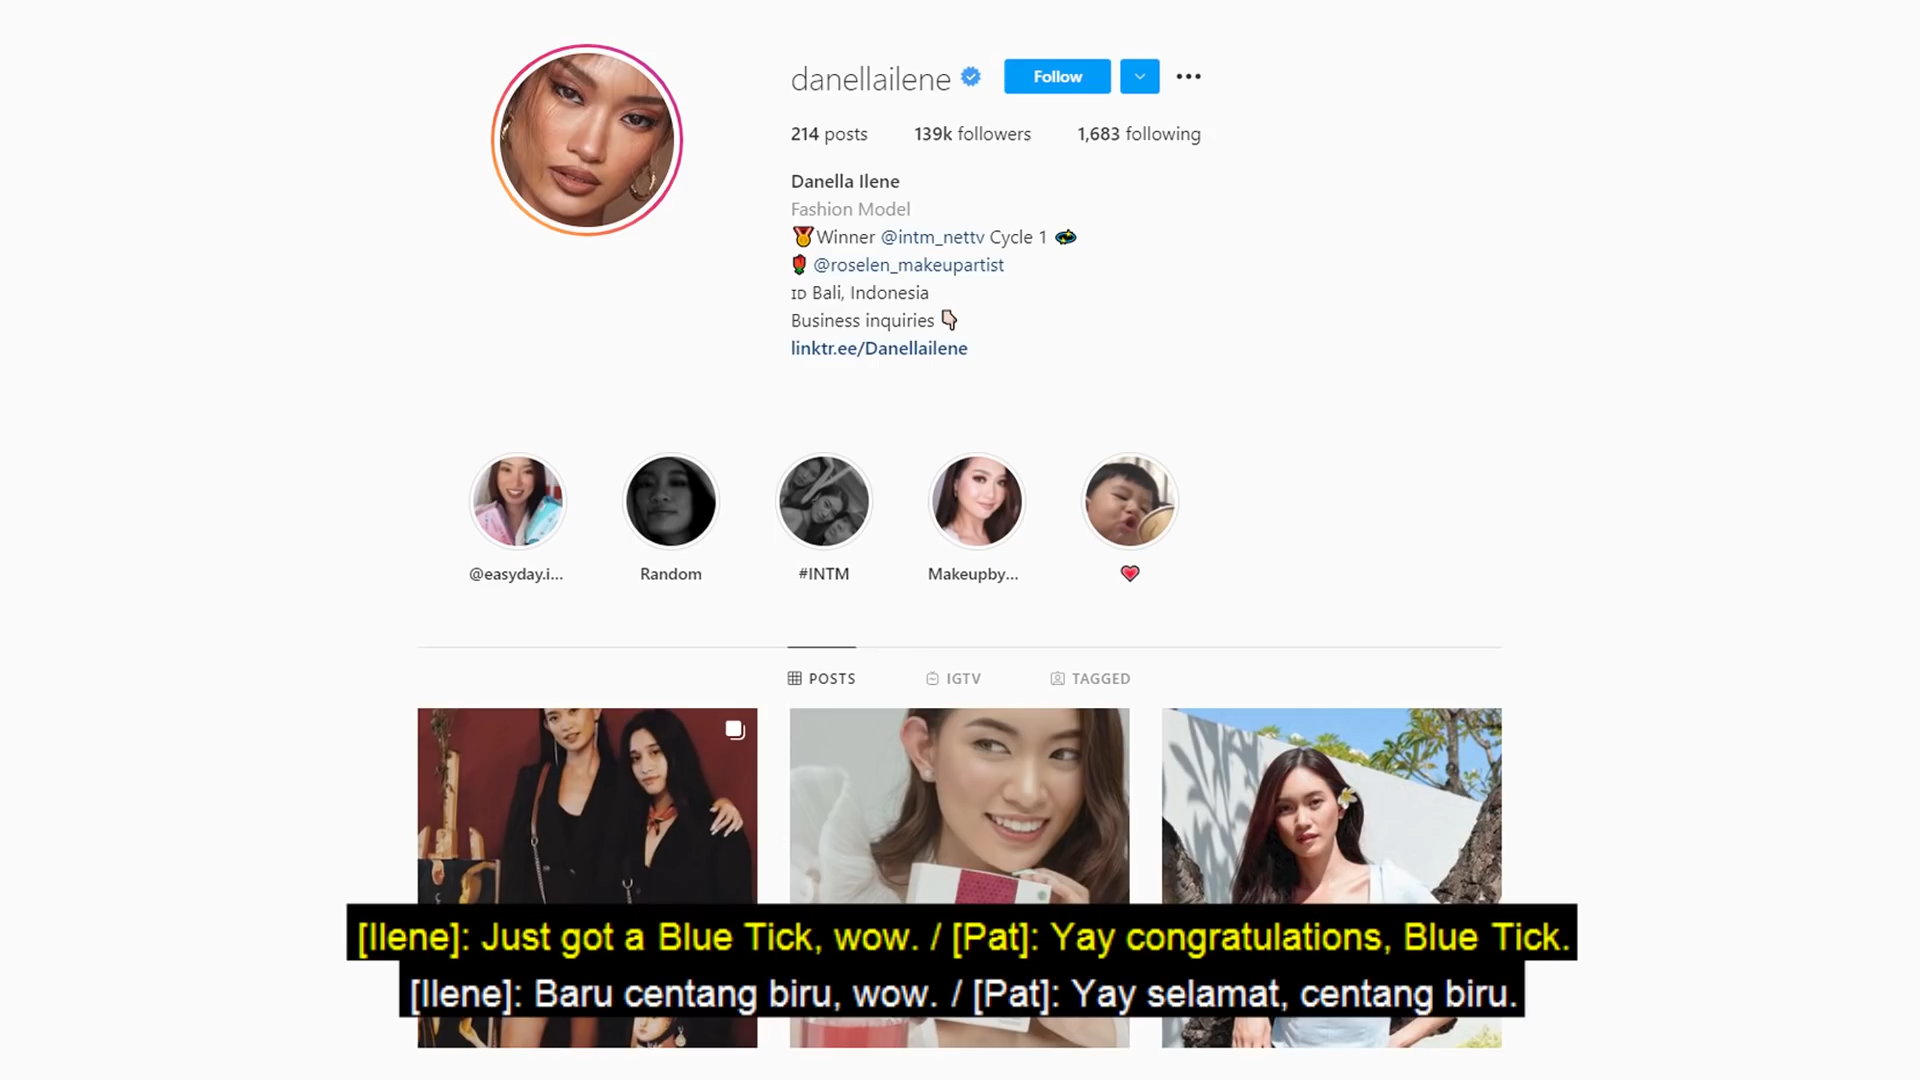 danellailene
Follow
214 posts 139k followers 1,683 following
Danella Ilene
Fashion Model
Winner @intm_nettv Cycle 1
@roselen_makeupartist
ID Bali, Indonesia
Business inquiries
linktr.ee/Danellailene
@easyday.i... Random #INTM Makeupby...
POSTS IGTV TAGGED
[Ilene]: Just got a Blue Tick, wow. / [Pat]: Yay congratulations, Blue Tick.
[Ilene]: Baru centang biru, wow. / [Pat]: Yay selamat, centang biru.